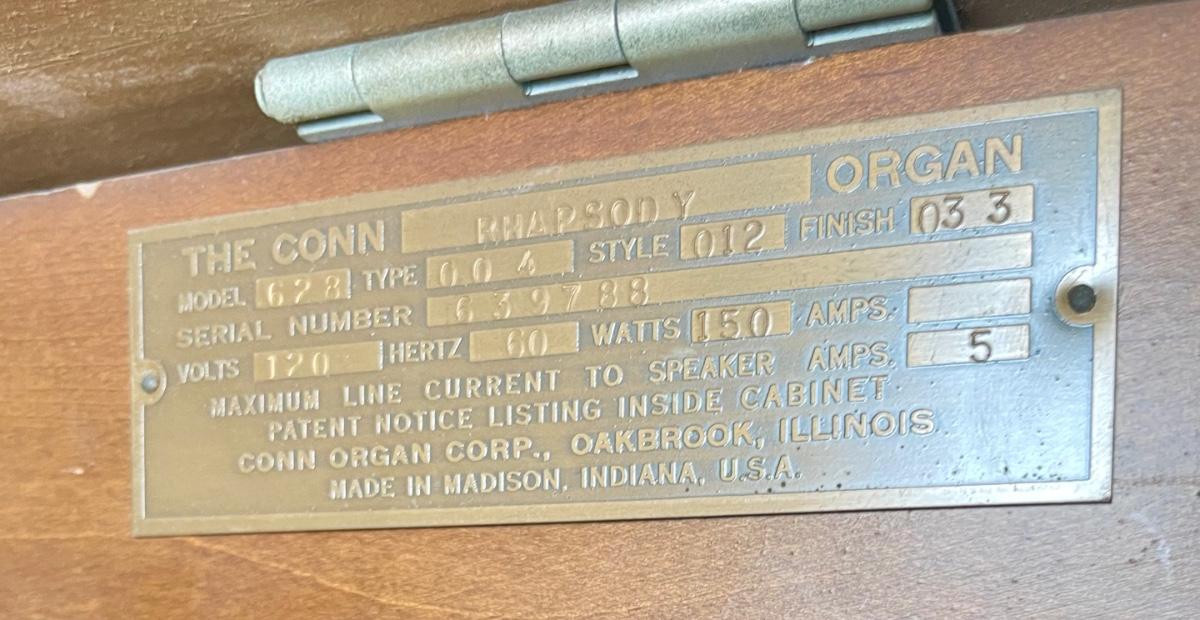 THE CONN RHAPSODY ORGAN
MODEL 628 TYPE 004 STYLE 012 FINISH 033
SERIAL NUMBER 639788
VOLTS 120 HERTZ 60 WATTS 150 AMPS.
MAXIMUM LINE CURRENT TO SPEAKER AMPS. 5
PATENT NOTICE LISTING INSIDE CABINET
CONN ORGAN CORP., OAKBROOK, ILLINOIS
MADE IN MADISON, INDIANA, U.S.A.